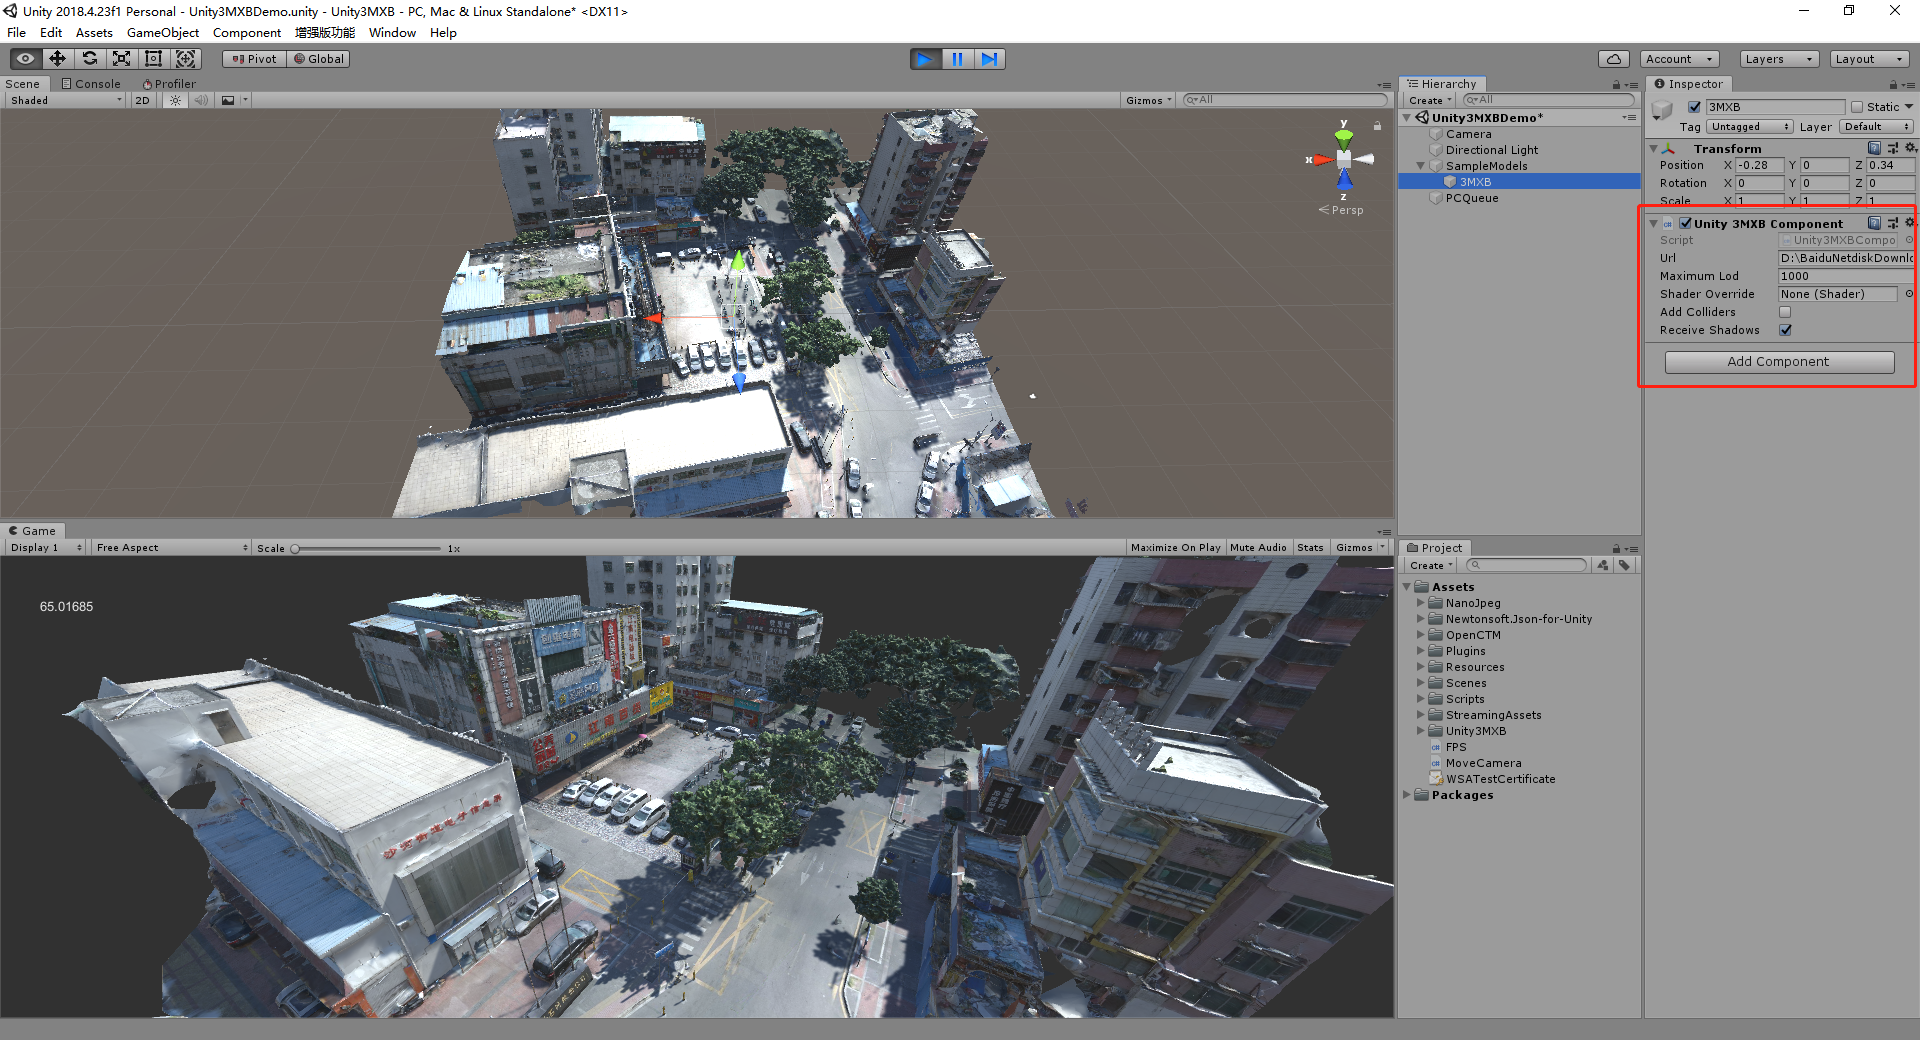 Unity 2018.4.23f1 Personal - Unity3MXBDemo.unity - Unity3MXB - PC, Mac & Linux Standalone* <DX11>
File Edit Assets GameObject Component 增强版功能 Window Help
Pivot Global Account Layers Layout
Scene Console Profiler
Shaded 2D Gizmos All
y
x
z
Persp
Game
Display 1 Free Aspect Scale 1x Maximize On Play Mute Audio Stats Gizmos
65.01685
Hierarchy
Create All
Unity3MXBDemo*
Camera
Directional Light
SampleModels
3MXB
PCQueue
Project
Create
Assets
NanoJpeg
Newtonsoft.Json-for-Unity
OpenCTM
Plugins
Resources
Scenes
Scripts
StreamingAssets
Unity3MXB
FPS
MoveCamera
WSATestCertificate
Packages
Inspector
3MXB Static
Tag Untagged Layer Default
Transform
Position X -0.28 Y 0 Z 0.34
Rotation X 0 Y 0 Z 0
Scale X 1 Y 1 Z 1
Unity 3MXB Component
Script Unity3MXBCompo
Url D:\BaiduNetdiskDownlo
Maximum Lod 1000
Shader Override None (Shader)
Add Colliders
Receive Shadows
Add Component